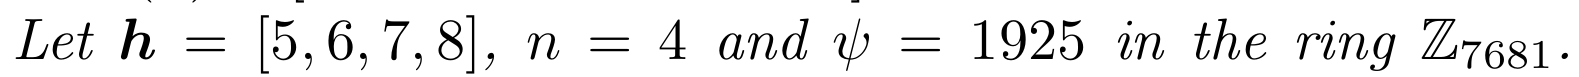 Let h = [5, 6, 7, 8], n = 4 and ψ = 1925 in the ring ℤ₇₆₈₁.